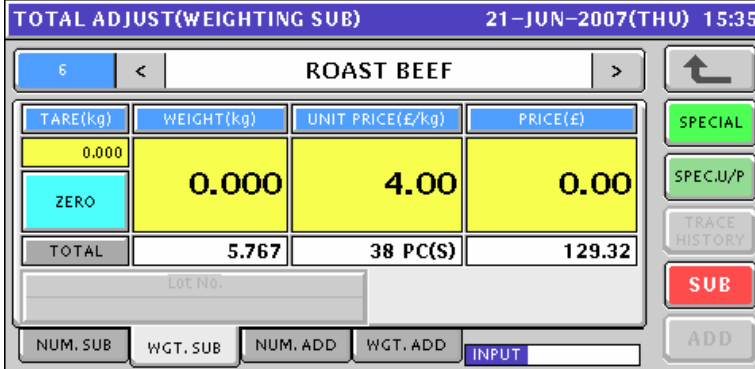 TOTAL ADJUST(WEIGHTING SUB) 21-JUN-2007(THU) 15:35
6 < ROAST BEEF >
TARE(kg) WEIGHT(kg) UNIT PRICE(£/kg) PRICE(£) SPECIAL
0.000
0.000 4.00 0.00 SPEC.U/P
ZERO
TRACE HISTORY
TOTAL 5.767 38 PC(S) 129.32
Lot No. SUB
NUM. SUB WGT. SUB NUM. ADD WGT. ADD INPUT ADD